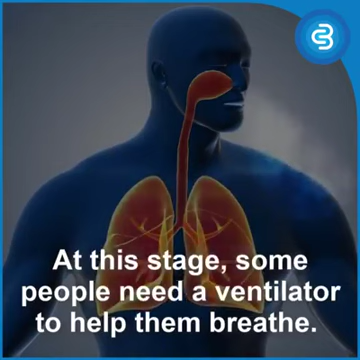 At this stage, some
people need a ventilator
to help them breathe.